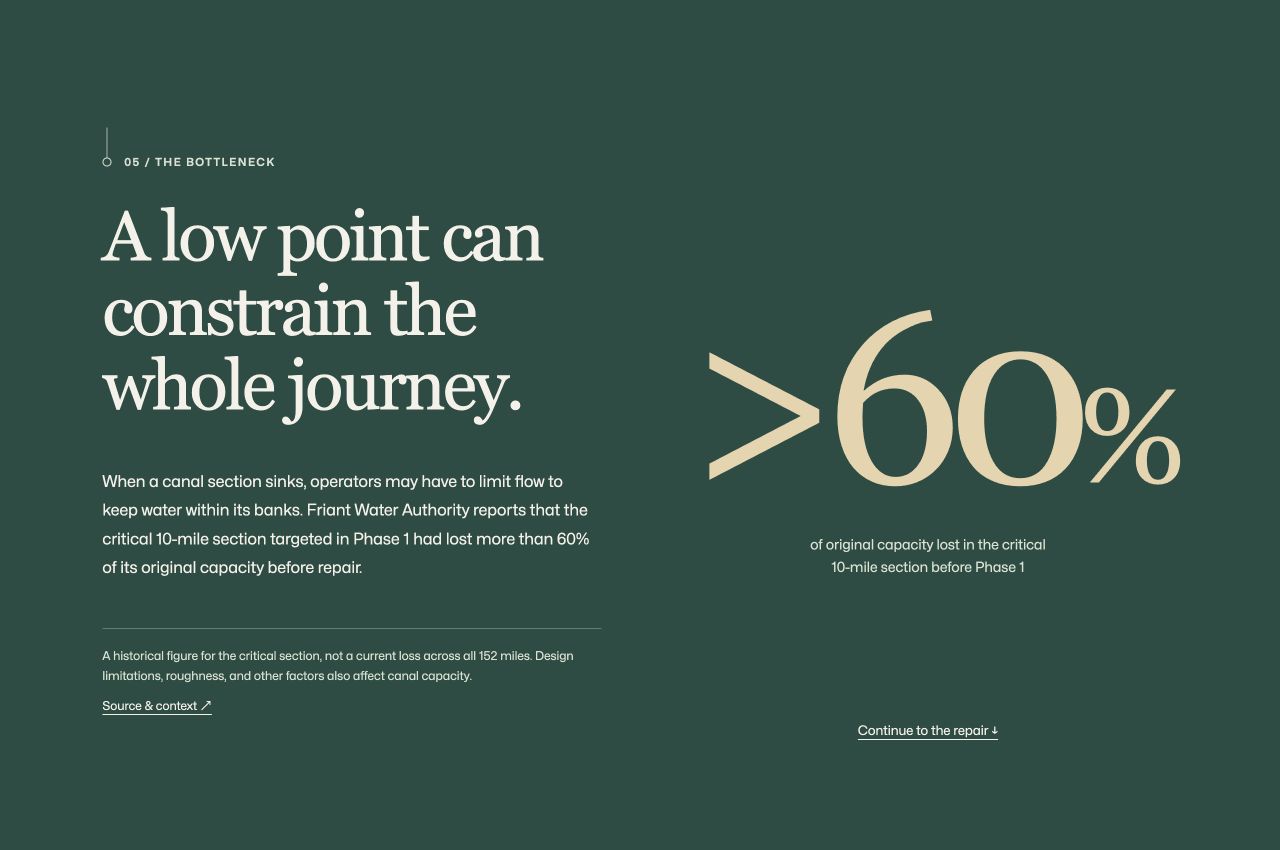 05 / THE BOTTLENECK
A low point can
constrain the
whole journey.
When a canal section sinks, operators may have to limit flow to
keep water within its banks. Friant Water Authority reports that the
critical 10-mile section targeted in Phase 1 had lost more than 60%
of its original capacity before repair.
A historical figure for the critical section, not a current loss across all 152 miles. Design
limitations, roughness, and other factors also affect canal capacity.
Source & context ↗
>60%
of original capacity lost in the critical
10-mile section before Phase 1
Continue to the repair ↓